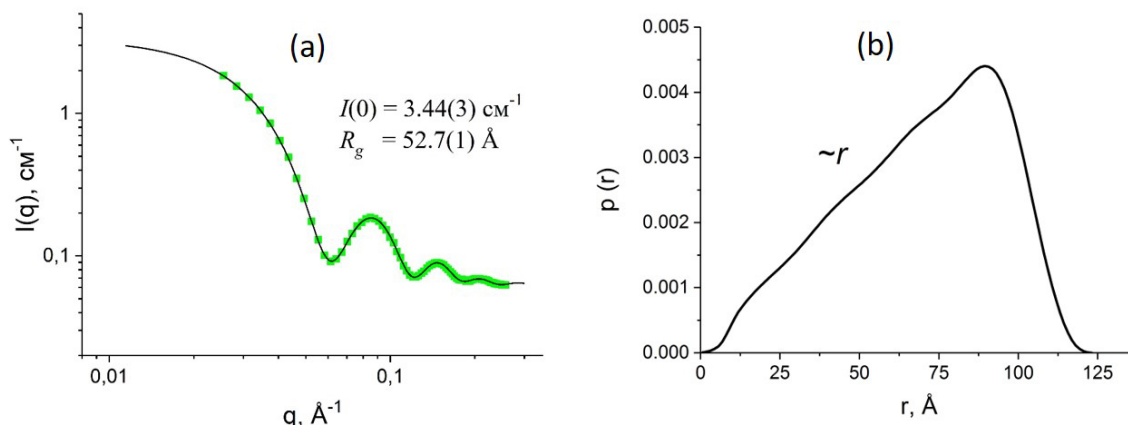 (a)
I(q), см⁻¹
1
0,1
I(0) = 3.44(3) см⁻¹
R_g = 52.7(1) Å
0,01
0,1
q, Å⁻¹
(b)
p (r)
0.005
0.004
0.003
0.002
0.001
0.000
~r
0
25
50
75
100
125
r, Å